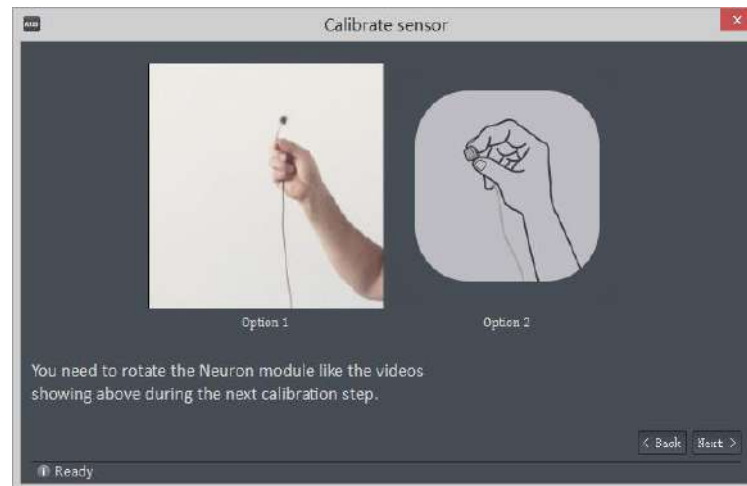 Calibrate sensor
Option 1
Option 2
You need to rotate the Neuron module like the videos
showing above during the next calibration step.
< Back
Next >
Ready